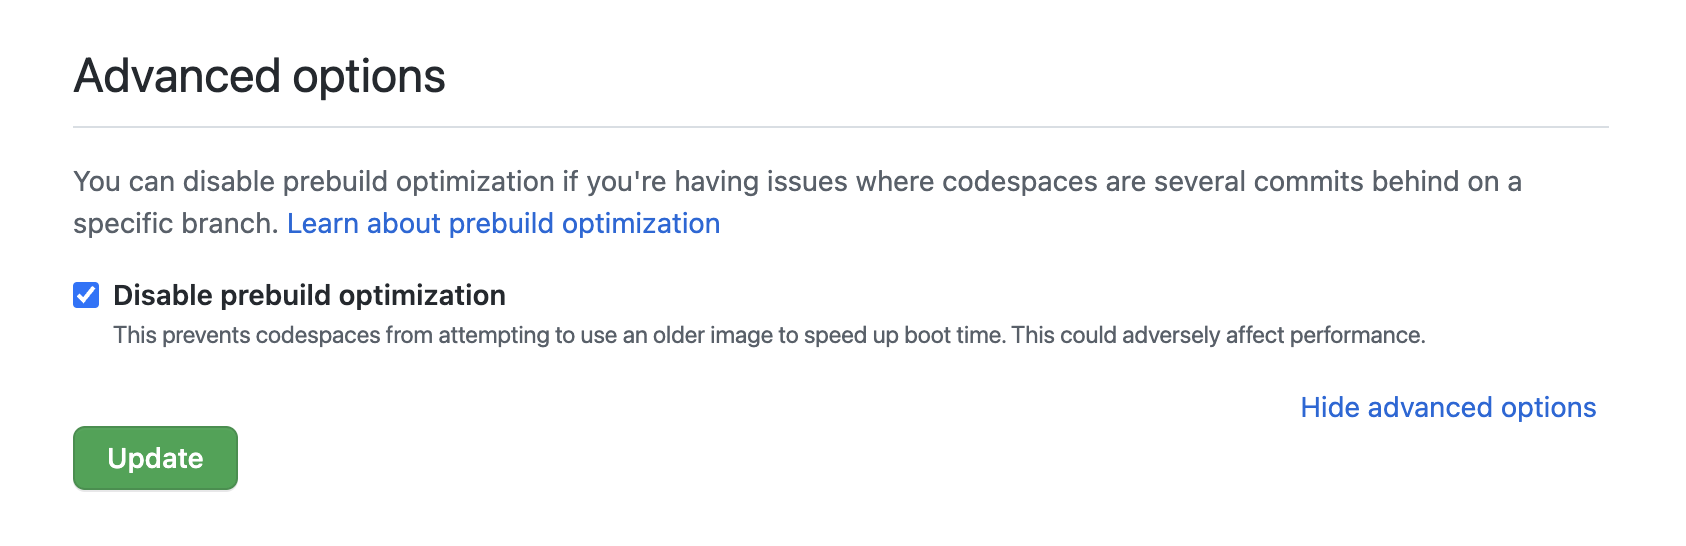 Advanced options
You can disable prebuild optimization if you're having issues where codespaces are several commits behind on a
specific branch. Learn about prebuild optimization
Disable prebuild optimization
This prevents codespaces from attempting to use an older image to speed up boot time. This could adversely affect performance.
Hide advanced options
Update